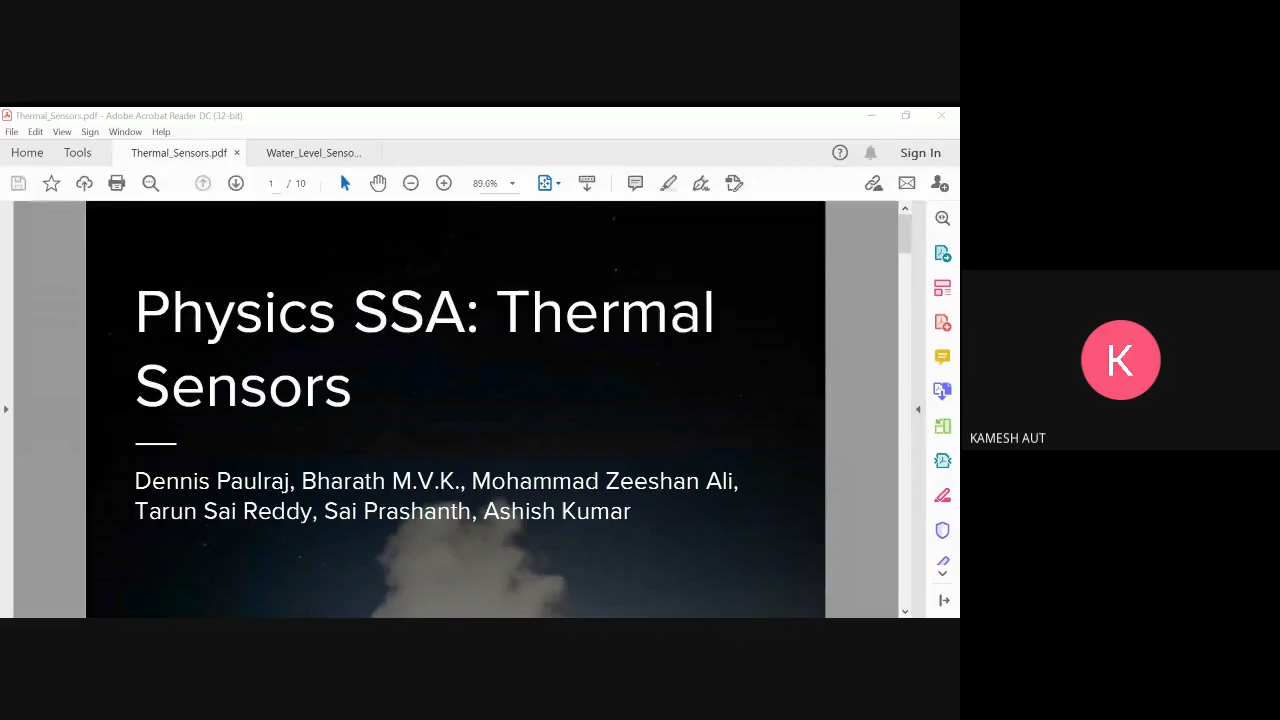 Thermal_Sensors.pdf - Adobe Acrobat Reader DC (32-bit)
File Edit View Sign Window Help
Home Tools Thermal_Sensors.pdf × Water_Level_Senso... Sign In
1 / 10 89.6%
Physics SSA: Thermal
Sensors
Dennis Paulraj, Bharath M.V.K., Mohammad Zeeshan Ali,
Tarun Sai Reddy, Sai Prashanth, Ashish Kumar
K
KAMESH AUT